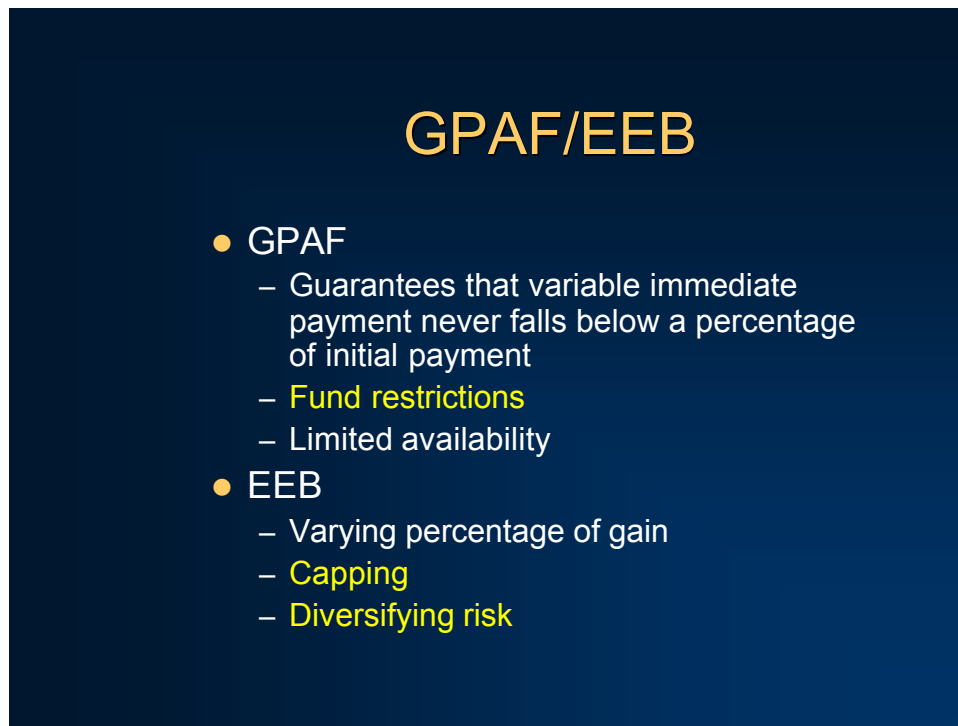 GPAF/EEB
● GPAF
– Guarantees that variable immediate
payment never falls below a percentage
of initial payment
– Fund restrictions
– Limited availability
● EEB
– Varying percentage of gain
– Capping
– Diversifying risk